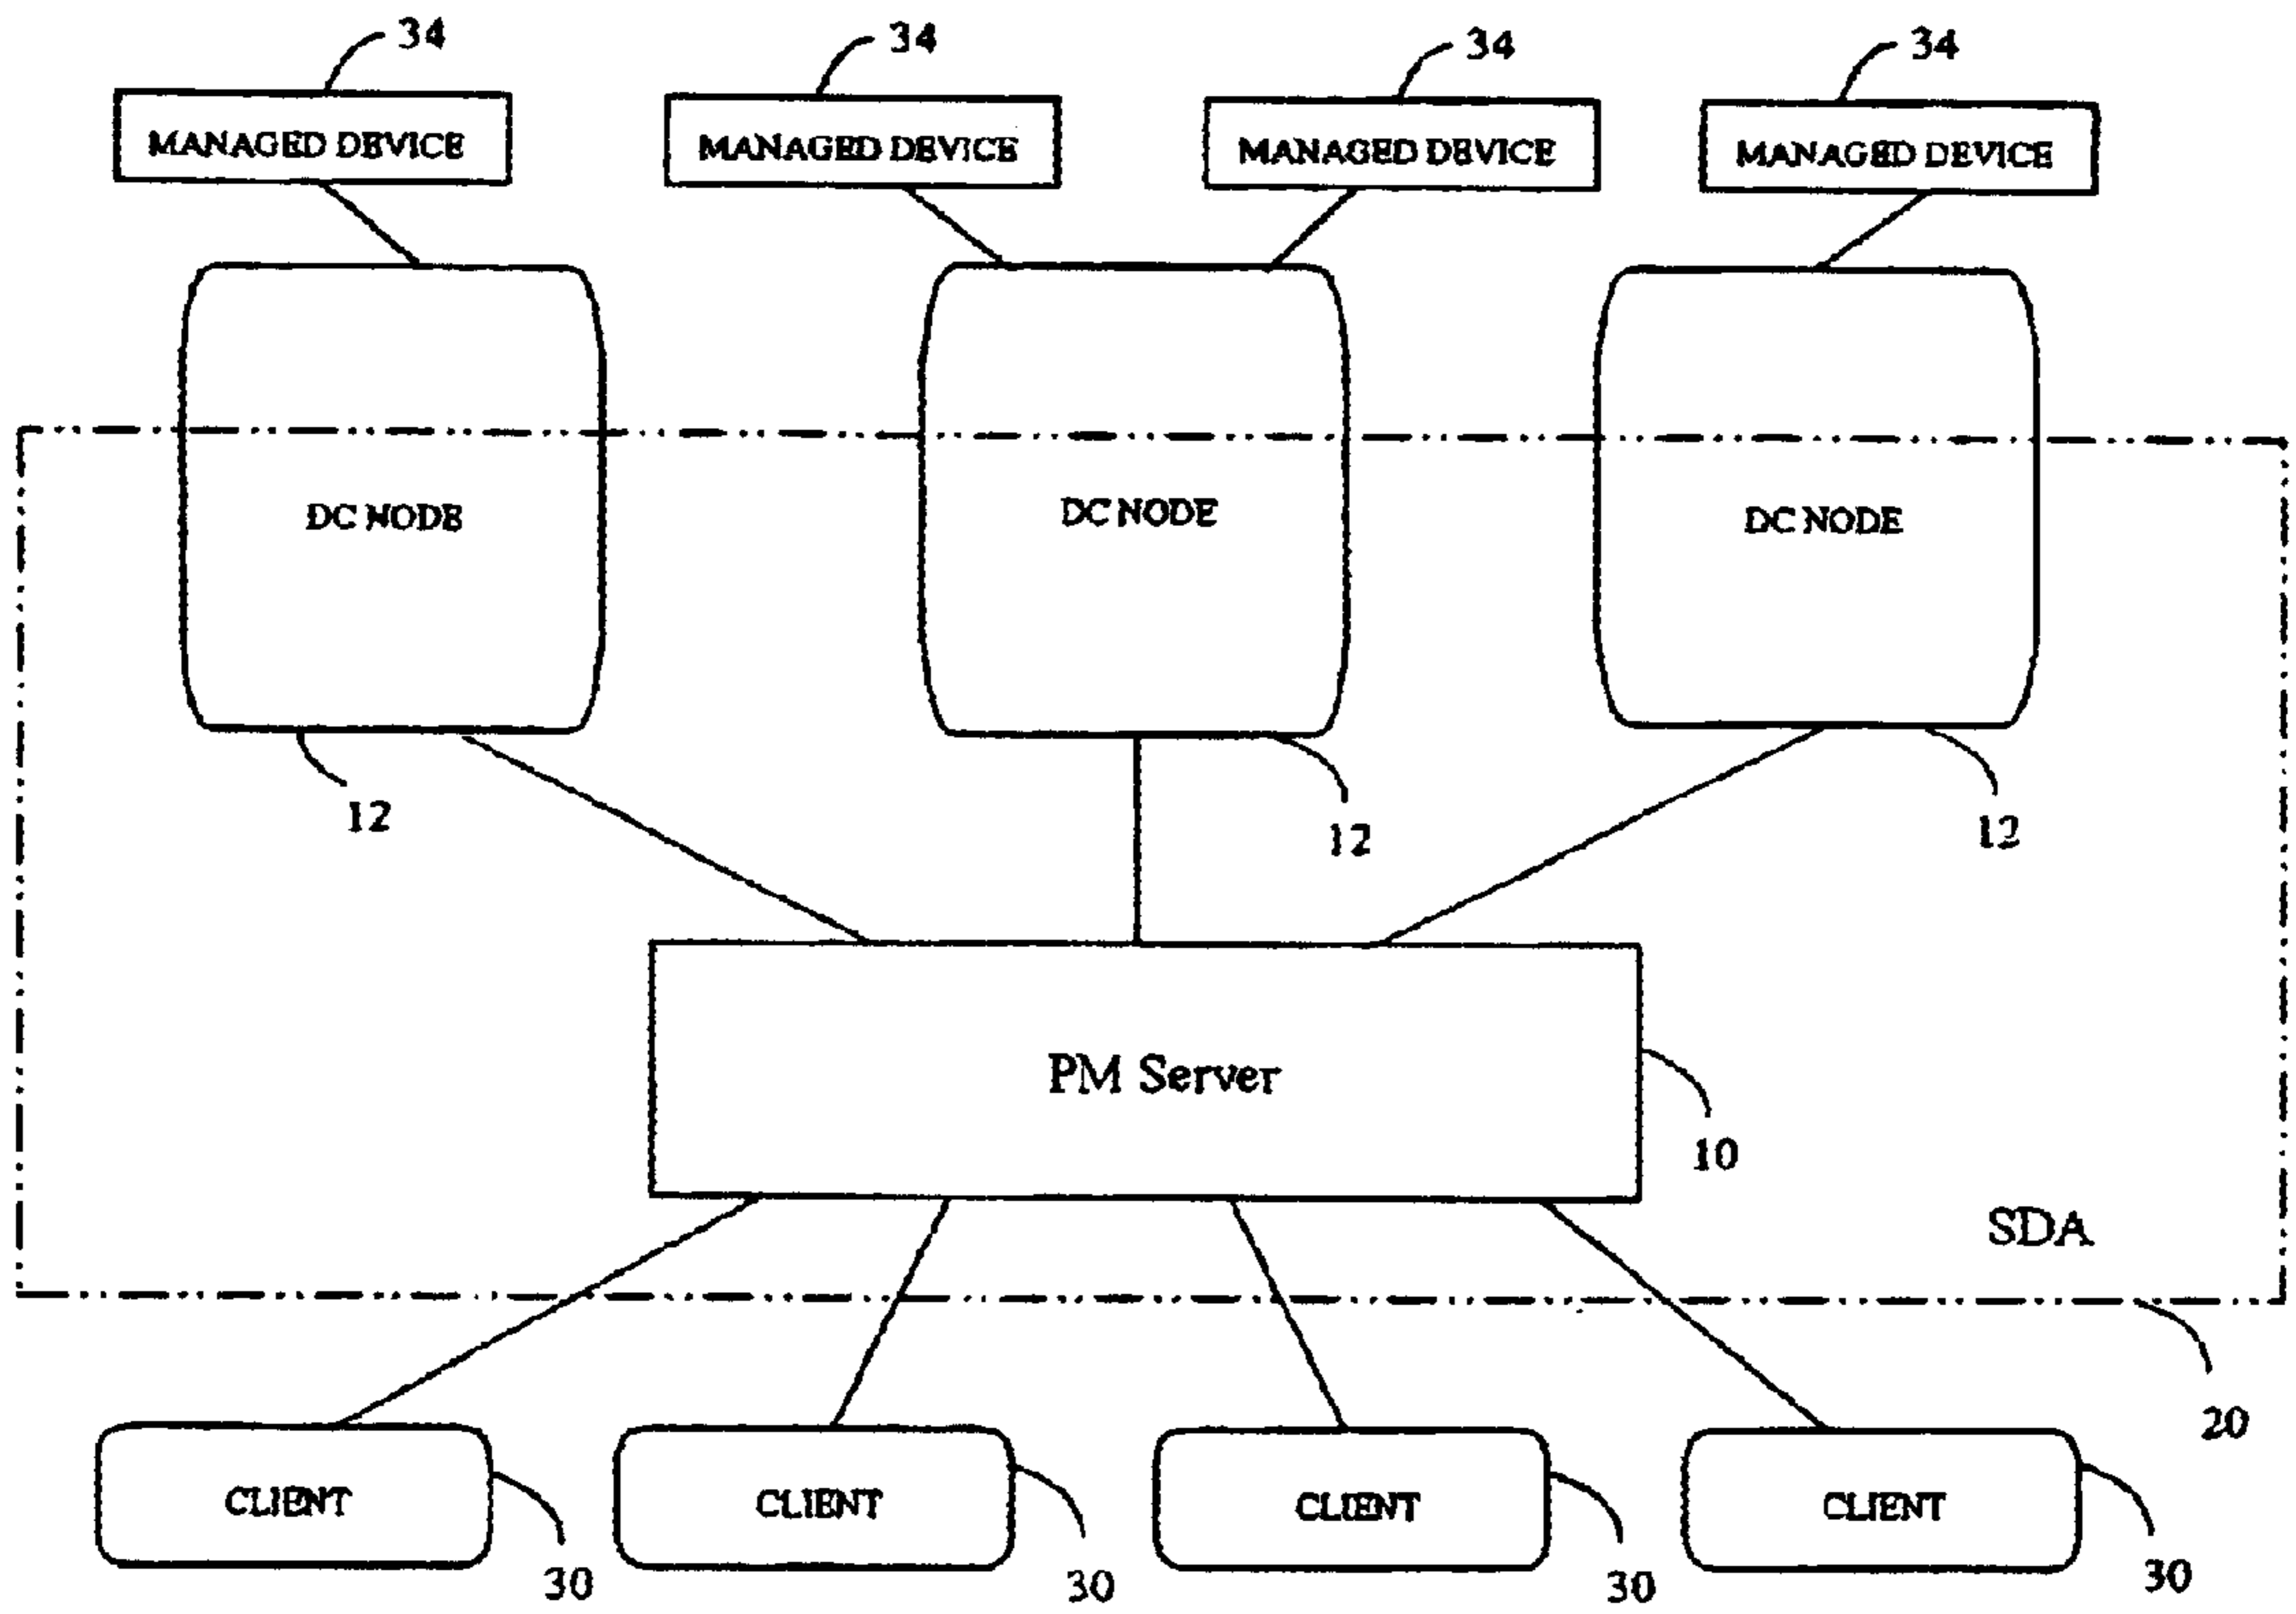 34
34
34
34
MANAGED DEVICE
MANAGED DEVICE
MANAGED DEVICE
MANAGED DEVICE
DC NODE
DC NODE
DC NODE
12
12
12
PM Server
10
SDA
20
CLIENT
CLIENT
CLIENT
CLIENT
30
30
30
30